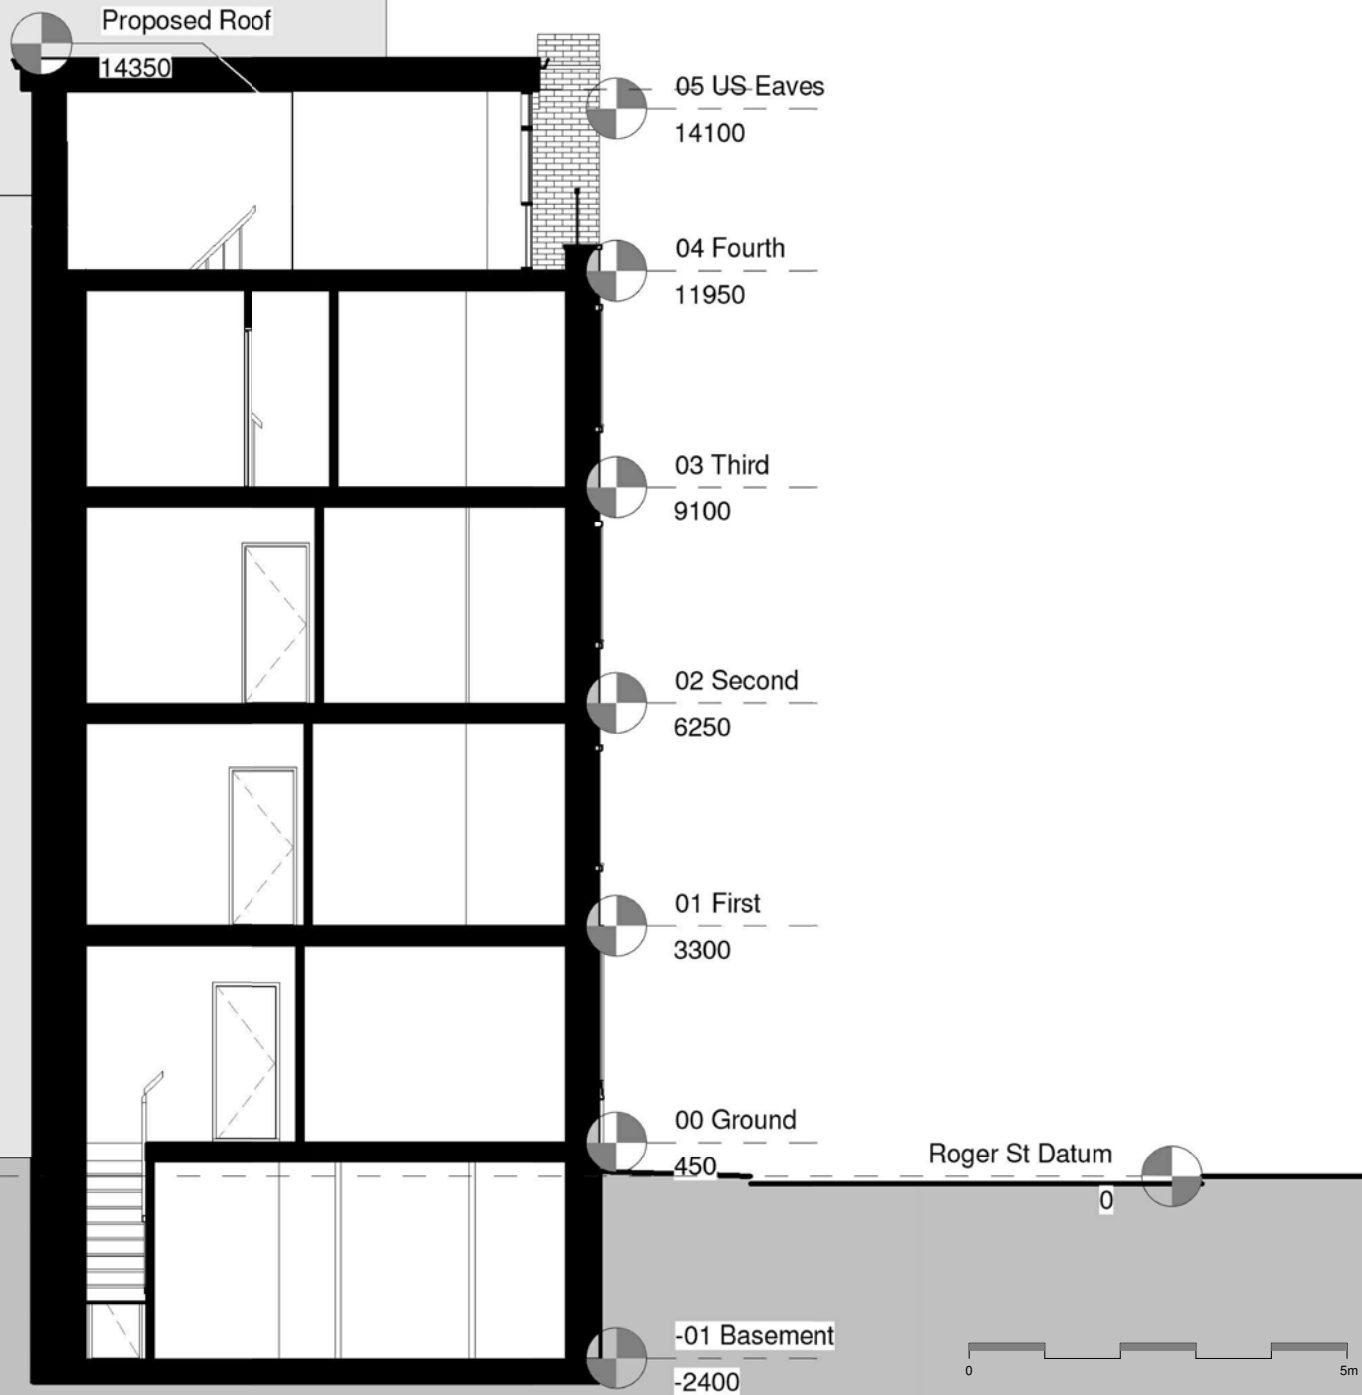 Proposed Roof
14350
05 US Eaves
14100
04 Fourth
11950
03 Third
9100
02 Second
6250
01 First
3300
00 Ground
450
Roger St Datum
0
-01 Basement
-2400
0 5m